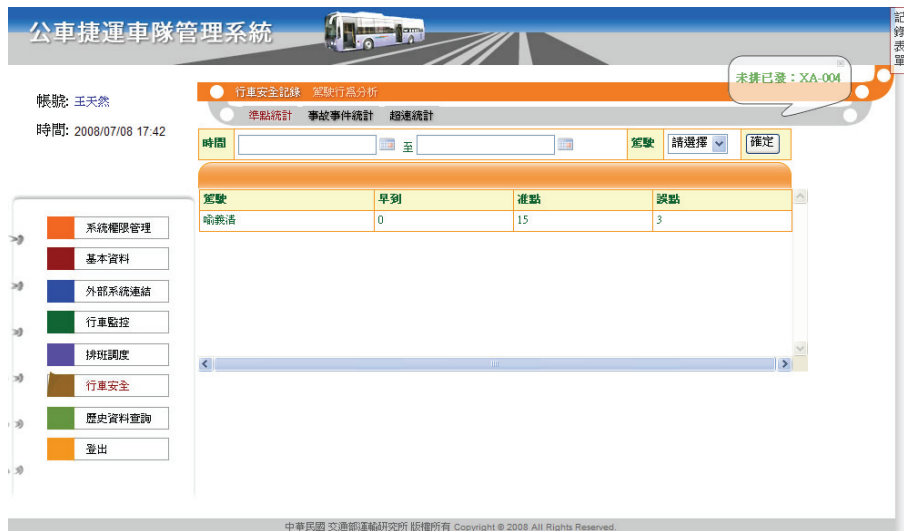 公車捷運車隊管理系統
記錄表單
未排已發：XA-004
帳號: 王天然
時間: 2008/07/08 17:42
行車安全記錄 駕駛行為分析
準點統計 事故事件統計 超速統計
時間 至 駕駛 請選擇 確定
駕駛 早到 准點 誤點
喻義浩 0 15 3
系統權限管理
基本資料
外部系統連結
行車監控
排班調度
行車安全
歷史資料查詢
登出
中華民國 交通部運輸研究所 版權所有 Copyright © 2008 All Rights Reserved.